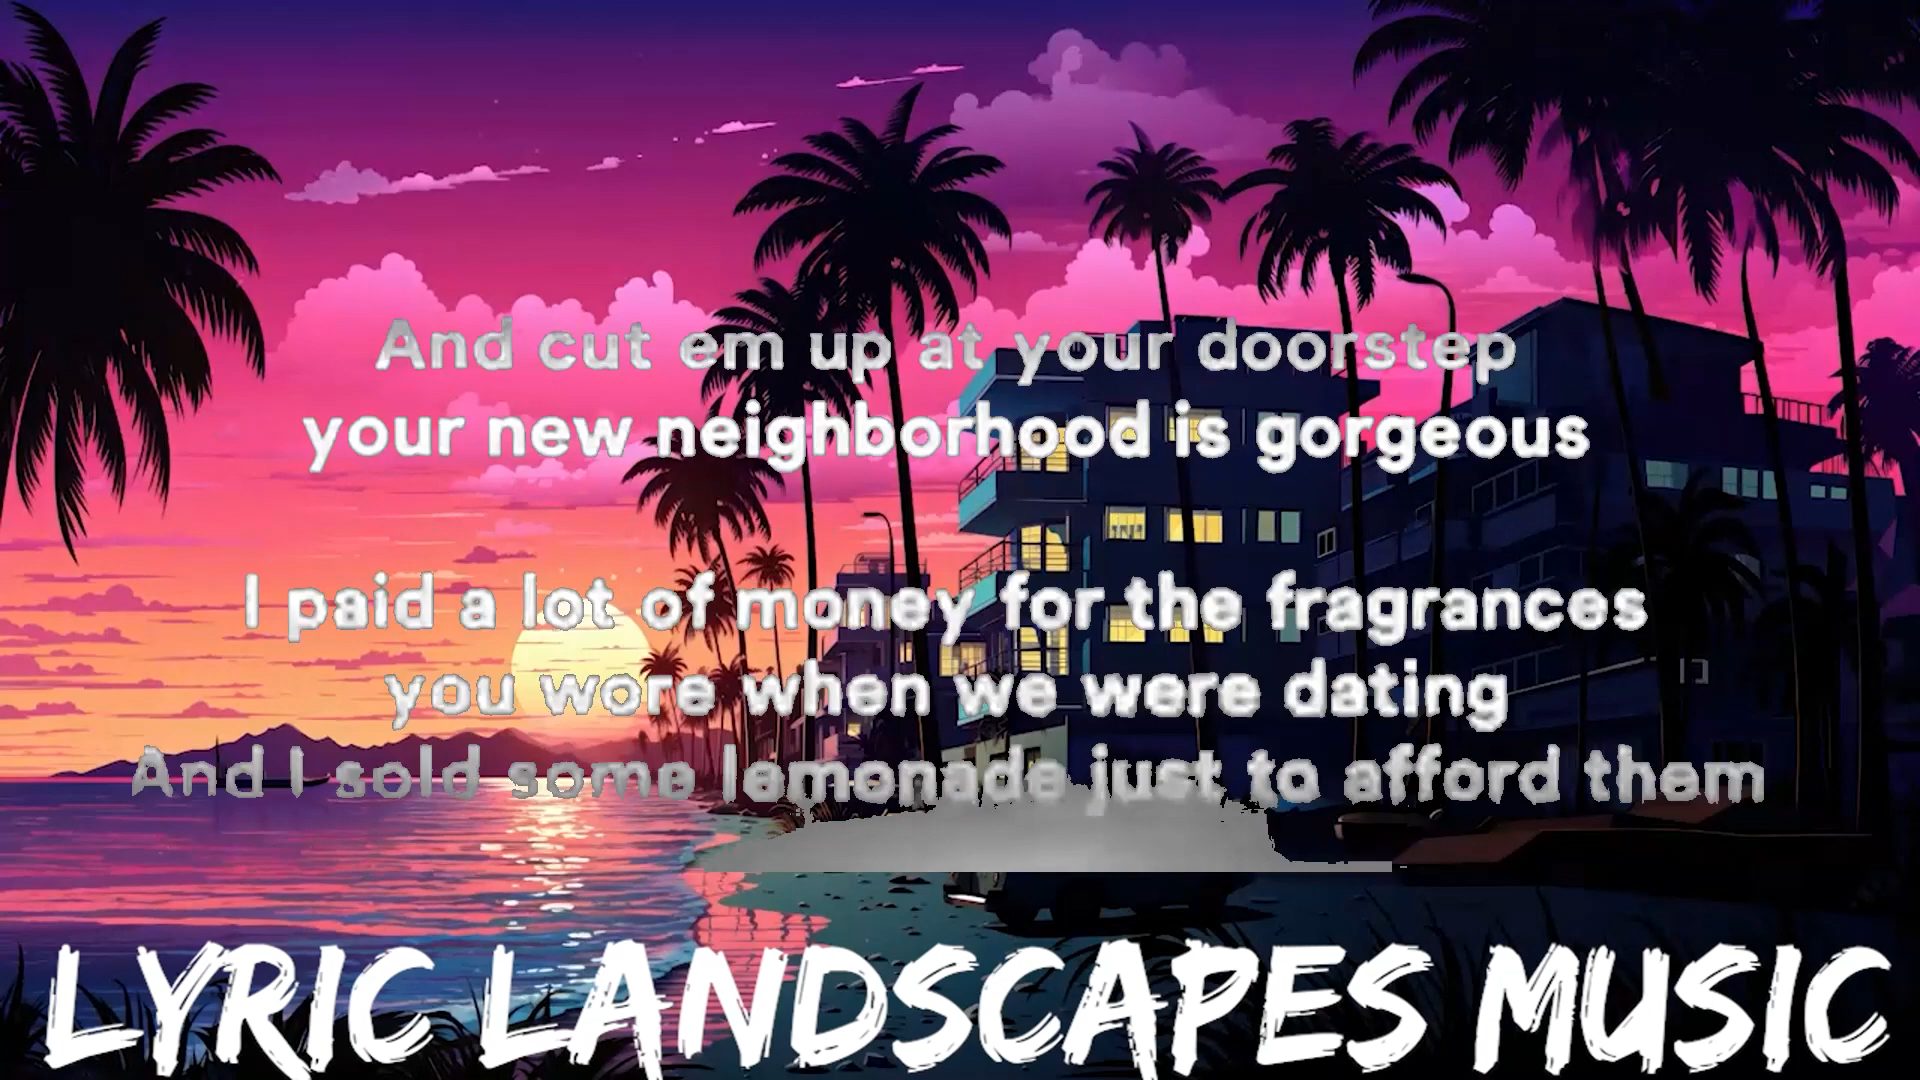 And cut em up at your doorstep
your new neighborhood is gorgeous
I paid a lot of money for the fragrances
you wore when we were dating
And I sold some lemonade just to afford them
LYRIC LANDSCAPES MUSIC